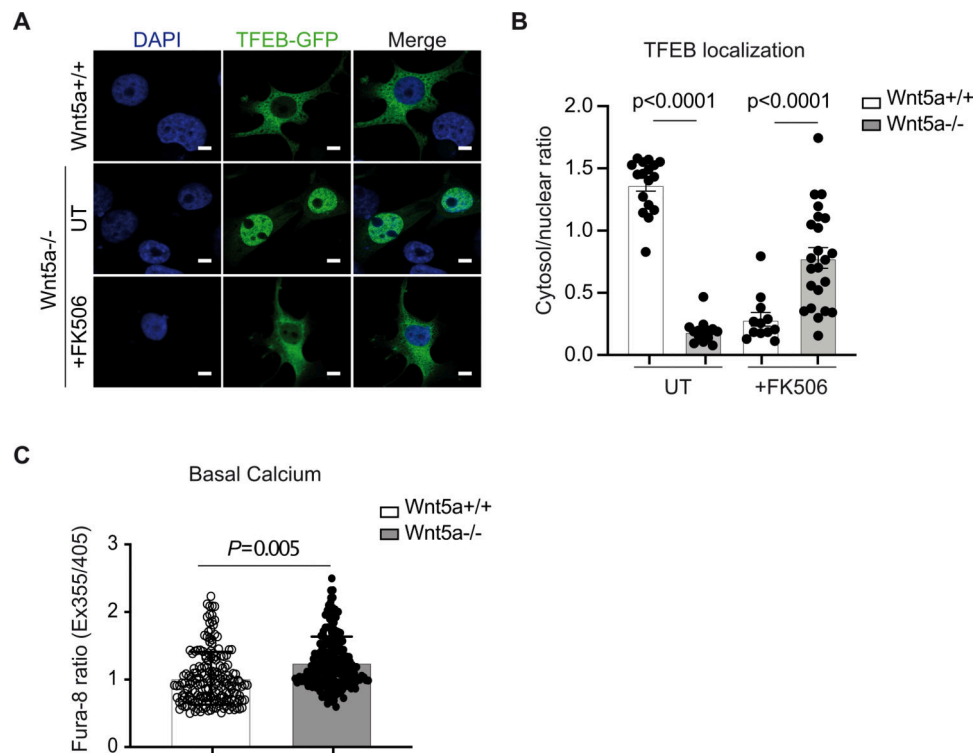 A
DAPI
TFEB-GFP
Merge
Wnt5a+/+
Wnt5a-/-
UT
+FK506
B
TFEB localization
p<0.0001
p<0.0001
Wnt5a+/+
Wnt5a-/-
Cytosol/nuclear ratio
2.0
1.5
1.0
0.5
0.0
UT
+FK506
C
Basal Calcium
Wnt5a+/+
Wnt5a-/-
P=0.005
Fura-8 ratio (Ex355/405)
3
2
1
0